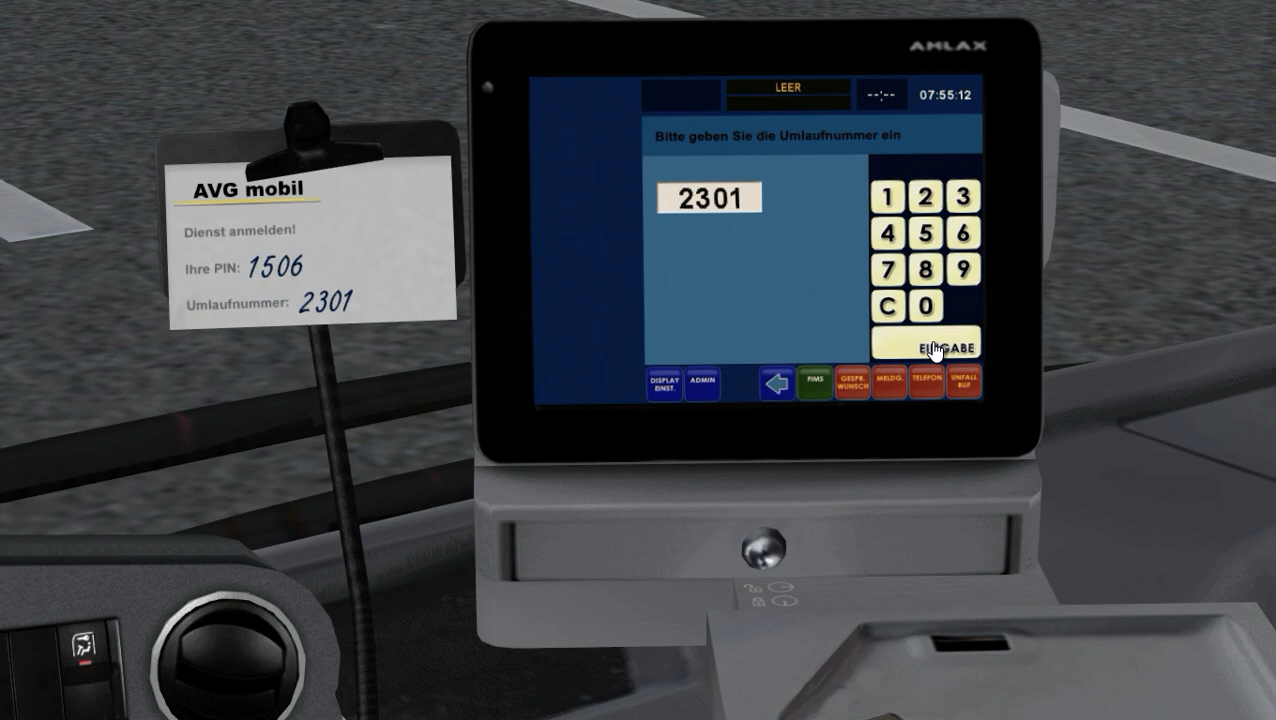 AVG mobil
Dienst anmelden!
Ihre PIN: 1506
Umlaufnummer: 2301
AMLAX
LEER
--:-- 07:55:12
Bitte geben Sie die Umlaufnummer ein
2301
1 2 3
4 5 6
7 8 9
C 0
EINGABE
DISPLAY EINST. ADMIN FIMS GESPR. WUNSCH MELDG. TELEFON UNFALL RUF